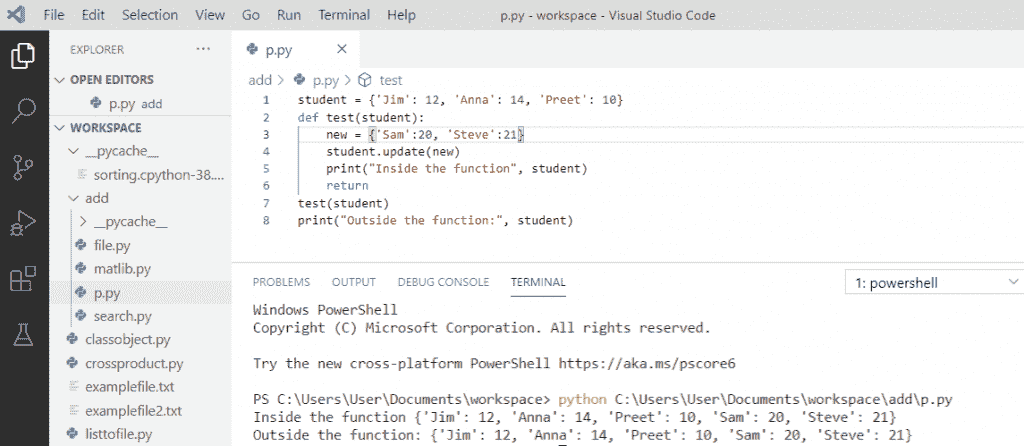 File Edit Selection View Go Run Terminal Help p.py - workspace - Visual Studio Code
EXPLORER ...
p.py ×
OPEN EDITORS
add > p.py > test
p.py add
1 student = {'Jim': 12, 'Anna': 14, 'Preet': 10}
WORKSPACE
2 def test(student):
3 new = {'Sam':20, 'Steve':21}
__pycache__
4 student.update(new)
sorting.cpython-38....
5 print("Inside the function", student)
add
6 return
__pycache__
7 test(student)
8 print("Outside the function:", student)
file.py
matlib.py
PROBLEMS OUTPUT DEBUG CONSOLE TERMINAL 1: powershell
p.py
Windows PowerShell
search.py
Copyright (C) Microsoft Corporation. All rights reserved.
classobject.py
Try the new cross-platform PowerShell https://aka.ms/pscore6
crossproduct.py
examplefile.txt
PS C:\Users\User\Documents\workspace> python C:\Users\User\Documents\workspace\add\p.py
examplefile2.txt
Inside the function {'Jim': 12, 'Anna': 14, 'Preet': 10, 'Sam': 20, 'Steve': 21}
listtofile.py
Outside the function: {'Jim': 12, 'Anna': 14, 'Preet': 10, 'Sam': 20, 'Steve': 21}